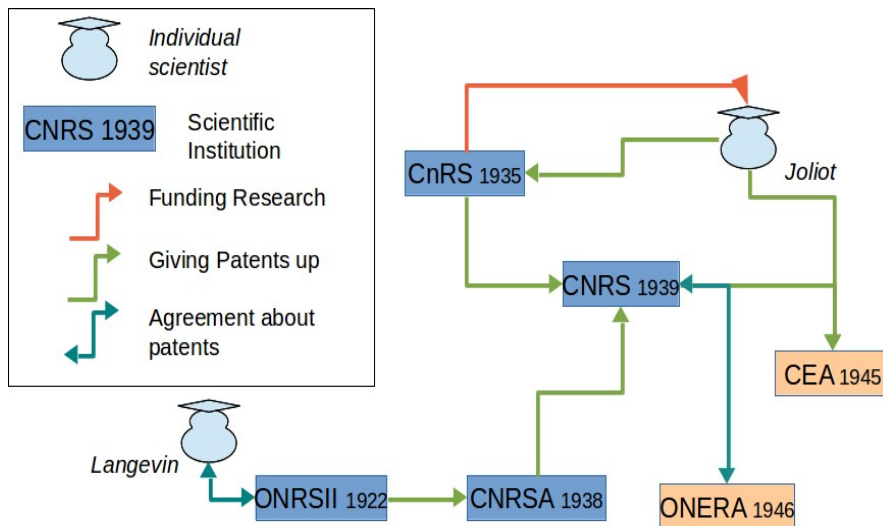 Individual
scientist
CNRS 1939
Scientific
Institution
Funding Research
Giving Patents up
Agreement about
patents
CnRS 1935
Joliot
CNRS 1939
CEA 1945
Langevin
ONRSII 1922
CNRSA 1938
ONERA 1946